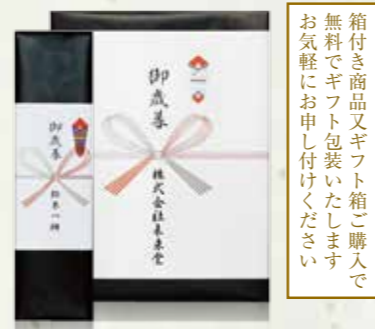 箱付き商品又ギフト箱ご購入で
無料でギフト包装いたします
お気軽にお申し付けください
御歳暮
株式会社未来堂
御歳暮